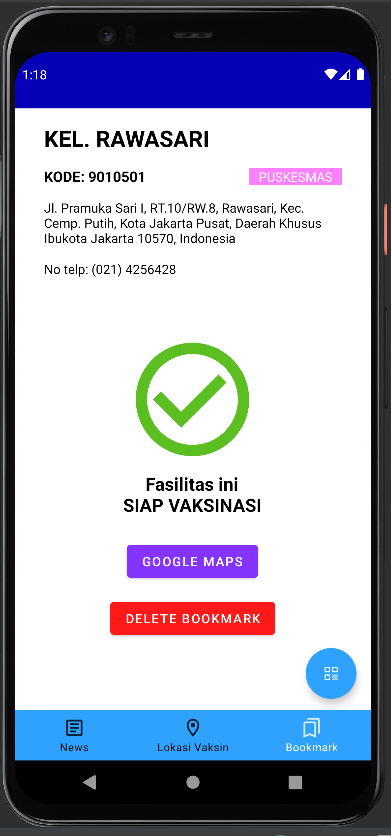 1:18
KEL. RAWASARI
KODE: 9010501
PUSKESMAS
Jl. Pramuka Sari I, RT.10/RW.8, Rawasari, Kec.
Cemp. Putih, Kota Jakarta Pusat, Daerah Khusus
Ibukota Jakarta 10570, Indonesia
No telp: (021) 4256428
Fasilitas ini
SIAP VAKSINASI
GOOGLE MAPS
DELETE BOOKMARK
News
Lokasi Vaksin
Bookmark